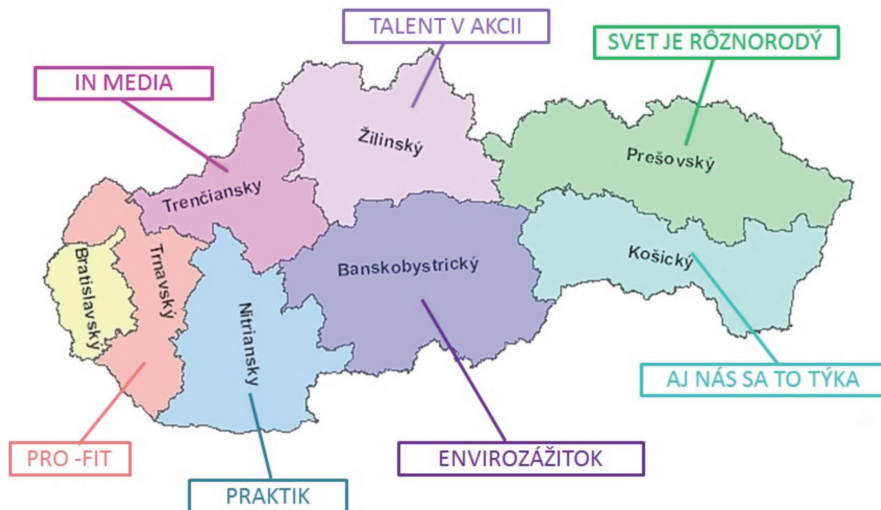 TALENT V AKCII
SVET JE RÔZNORODÝ
IN MEDIA
Žilinský
Prešovský
Trenčiansky
Bratislavský
Trnavský
Nitriansky
Banskobystrický
Košický
AJ NÁS SA TO TÝKA
PRO -FIT
ENVIROZÁŽITOK
PRAKTIK